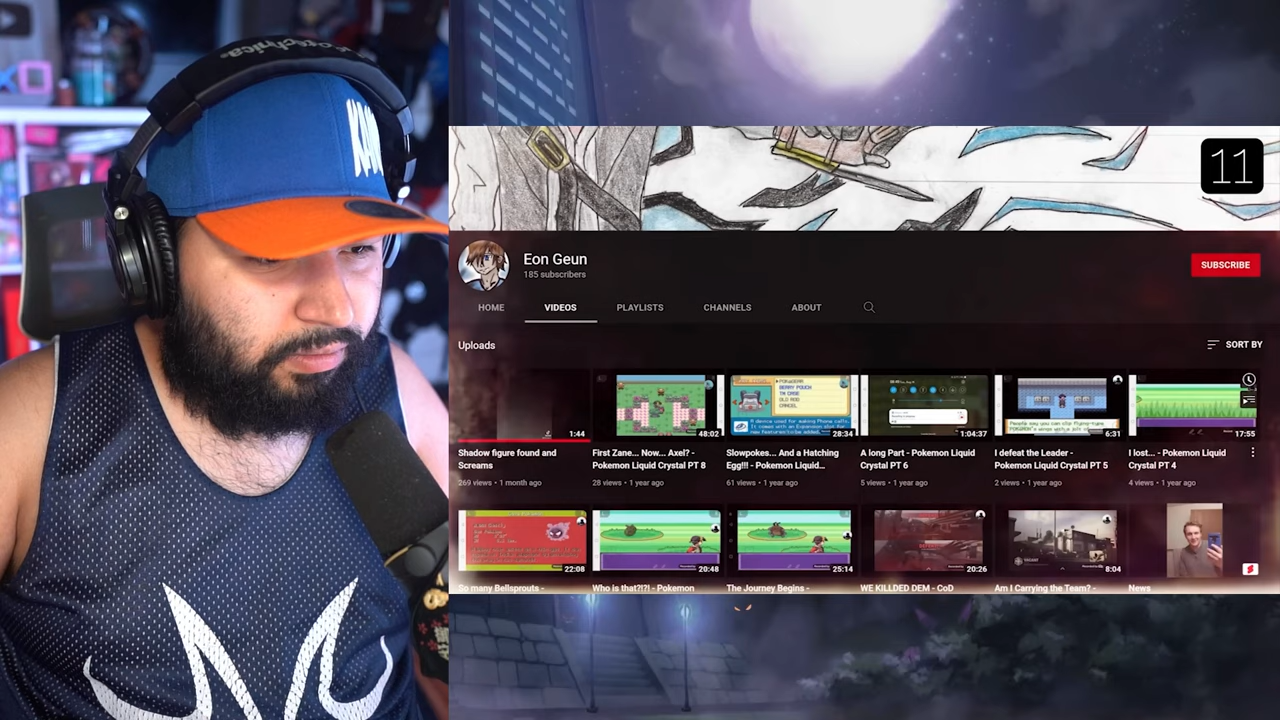 11
Eon Geun
185 subscribers
SUBSCRIBE
HOME VIDEOS PLAYLISTS CHANNELS ABOUT
Uploads
SORT BY
1:44 48:02 28:34 1:04:37 6:31 17:55
Shadow figure found and
Screams
269 views • 1 month ago
First Zane... Now... Axel? -
Pokemon Liquid Crystal PT 8
28 views • 1 year ago
Slowpokes... And a Hatching
Egg!!! - Pokemon Liquid...
61 views • 1 year ago
A long Part - Pokemon Liquid
Crystal PT 6
5 views • 1 year ago
I defeat the Leader -
Pokemon Liquid Crystal PT 5
2 views • 1 year ago
I lost... - Pokemon Liquid
Crystal PT 4
4 views • 1 year ago
22:08 20:48 25:14 20:26 8:04
So many Bellsprouts -
Who is that?!?! - Pokemon
The Journey Begins -
WE KILLDED DEM - CoD
Am I Carrying the Team? -
News